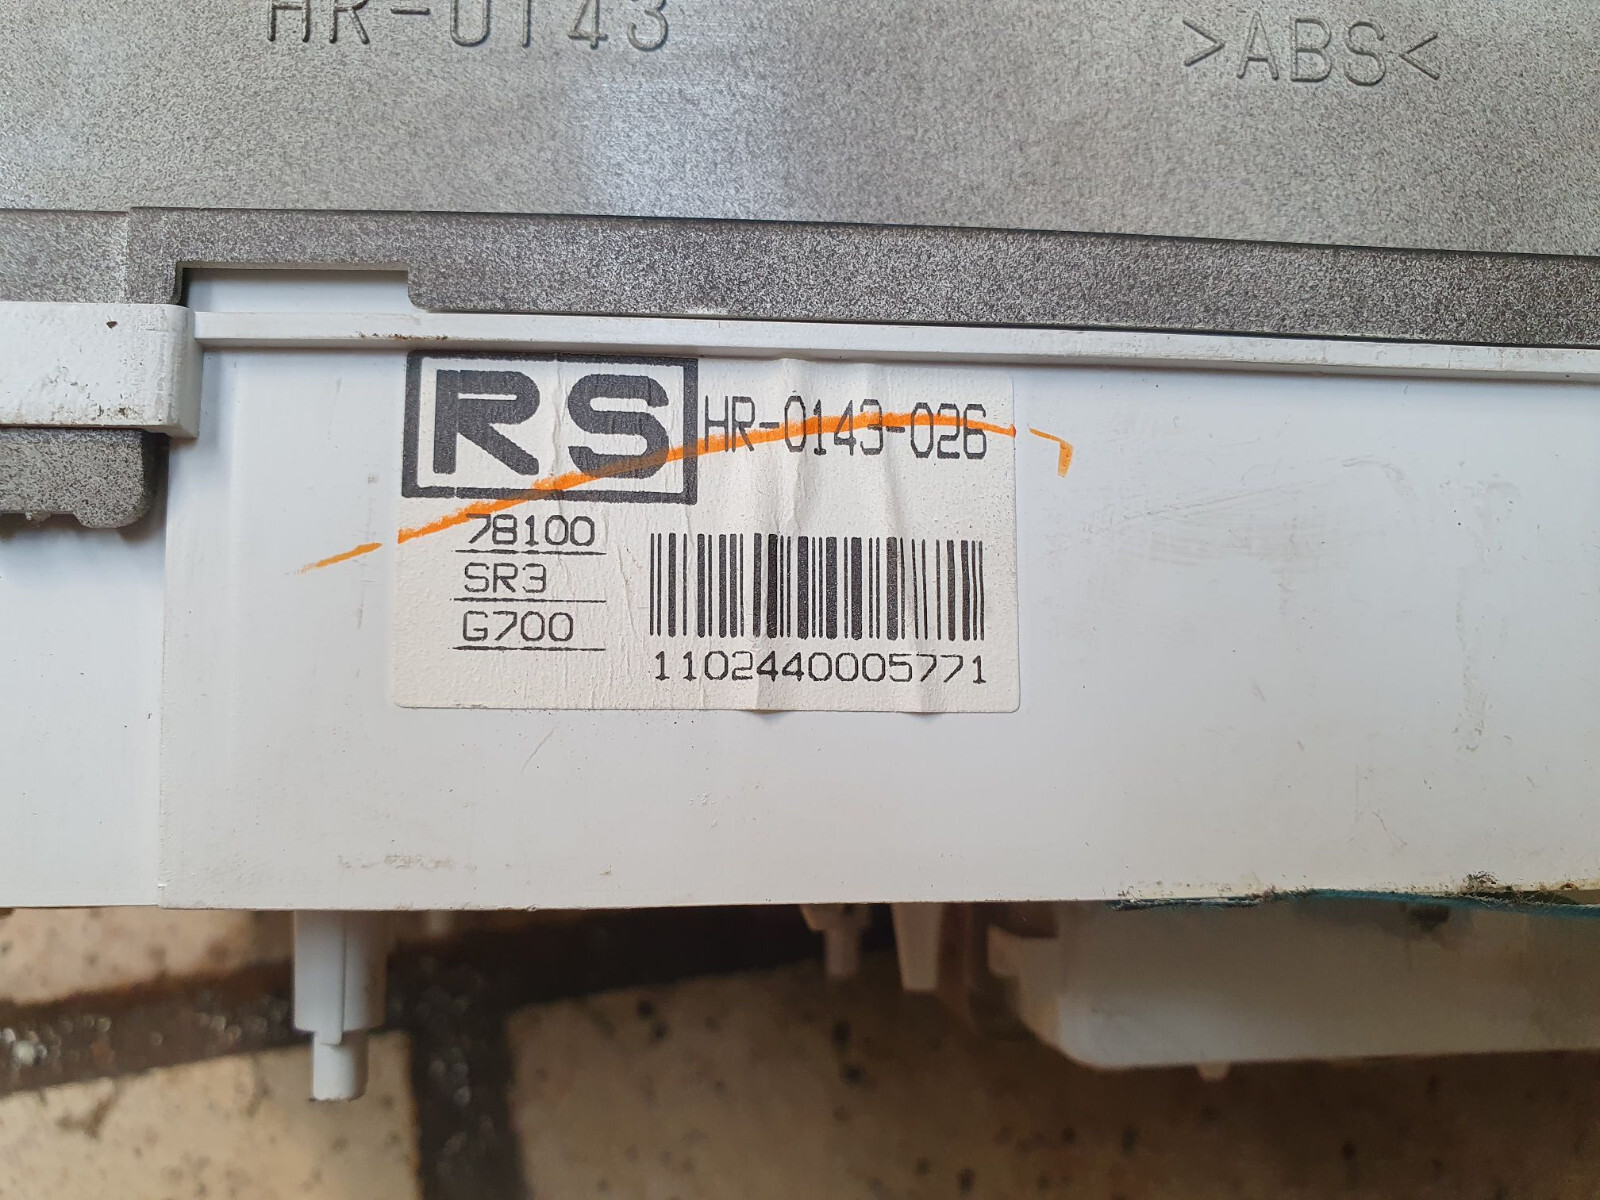 HR-0143
>ABS<
RS HR-0143-026
78100
SR3
G700
1102440005771